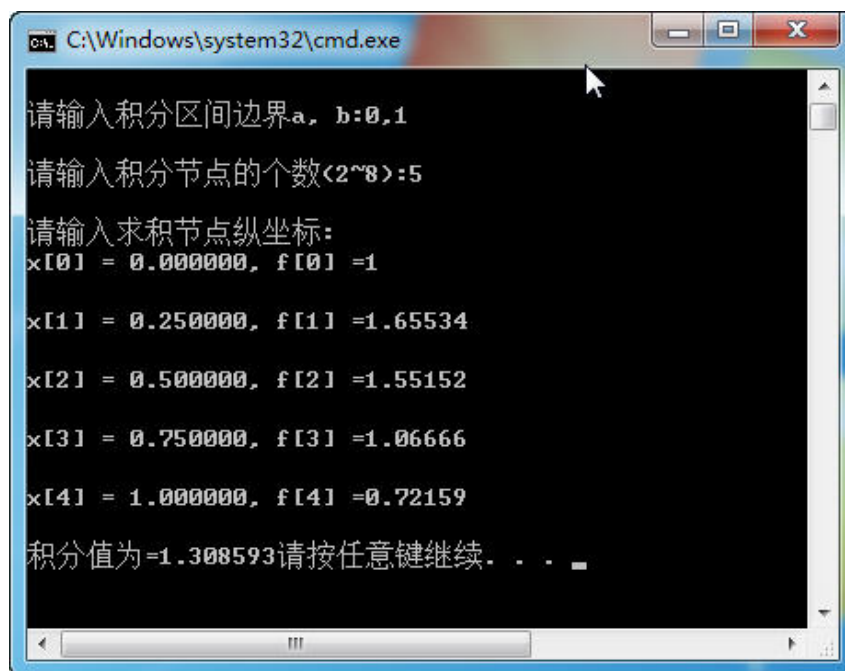 C:\Windows\system32\cmd.exe
请输入积分区间边界a, b:0,1
请输入积分节点的个数(2~8):5
请输入求积节点纵坐标:
x[0] = 0.000000, f[0] =1
x[1] = 0.250000, f[1] =1.65534
x[2] = 0.500000, f[2] =1.55152
x[3] = 0.750000, f[3] =1.06666
x[4] = 1.000000, f[4] =0.72159
积分值为=1.308593请按任意键继续. . .